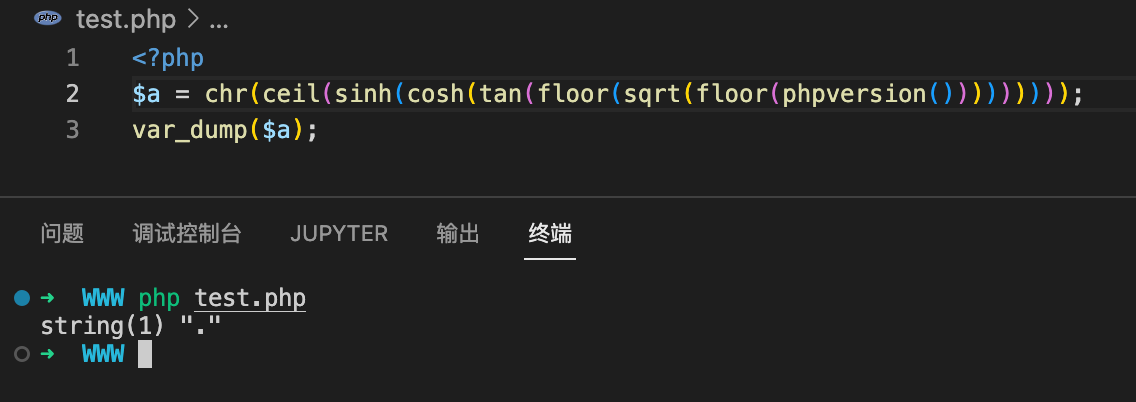 php test.php > ...
1 <?php
2 $a = chr(ceil(sinh(cosh(tan(floor(sqrt(floor(phpversion()))))))));
3 var_dump($a);
问题 调试控制台 JUPYTER 输出 终端
➜ WWW php test.php
string(1) "."
➜ WWW